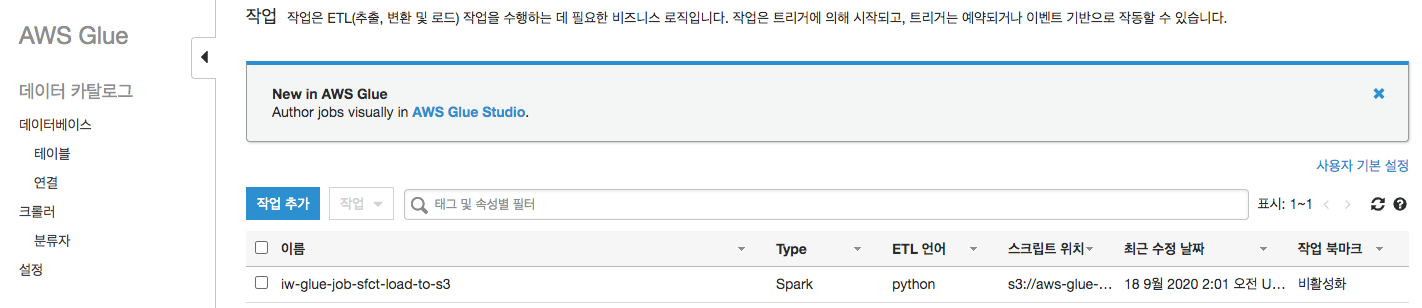 AWS Glue
데이터 카탈로그
데이터베이스
테이블
연결
크롤러
분류자
설정
작업 작업은 ETL(추출, 변환 및 로드) 작업을 수행하는 데 필요한 비즈니스 로직입니다. 작업은 트리거에 의해 시작되고, 트리거는 예약되거나 이벤트 기반으로 작동할 수 있습니다.
New in AWS Glue
Author jobs visually in AWS Glue Studio.
사용자 기본 설정
작업 추가 작업 태그 및 속성별 필터 표시: 1~1
이름 Type ETL 언어 스크립트 위치 최근 수정 날짜 작업 북마크
iw-glue-job-sfct-load-to-s3 Spark python s3://aws-glue-... 18 9월 2020 2:01 오전 U... 비활성화